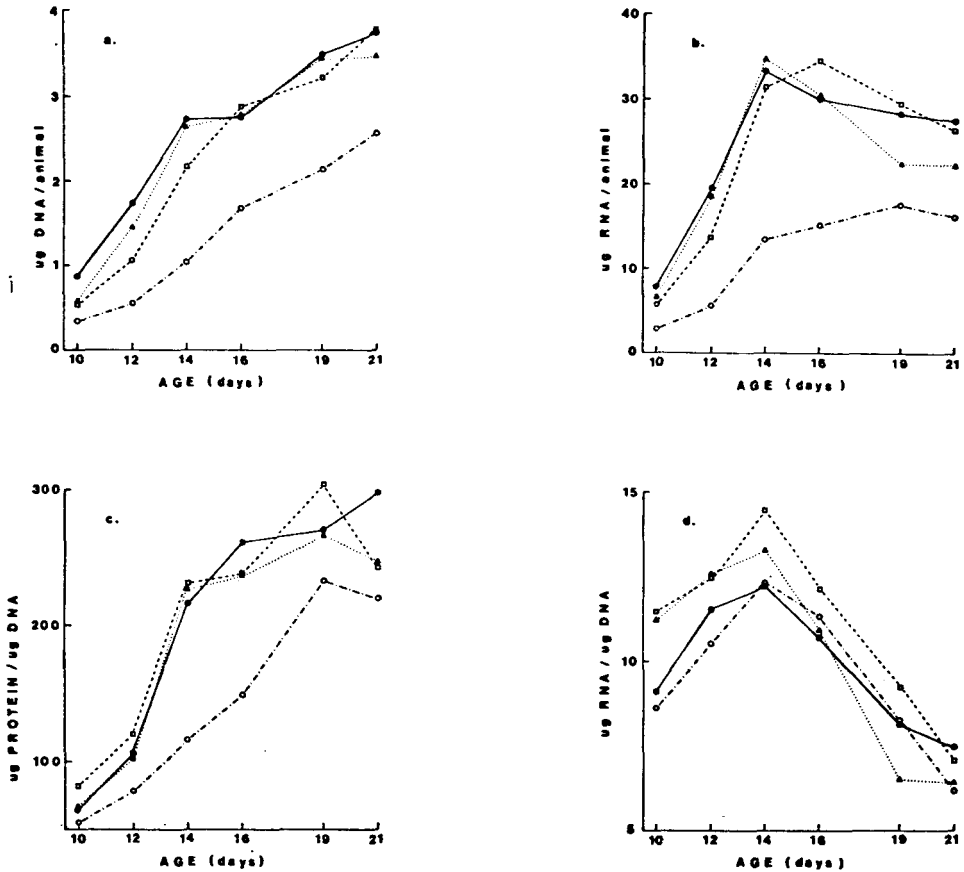 a.
ug DNA/animal
4
3
2
1
0
10 12 14 16 19 21
AGE (days)
b.
ug RNA/animal
40
30
20
10
0
10 12 14 16 19 21
AGE (days)
c.
ug PROTEIN/ug DNA
300
200
100
10 12 14 16 19 21
AGE (days)
d.
ug RNA/ug DNA
15
10
5
10 12 14 16 19 21
AGE (days)